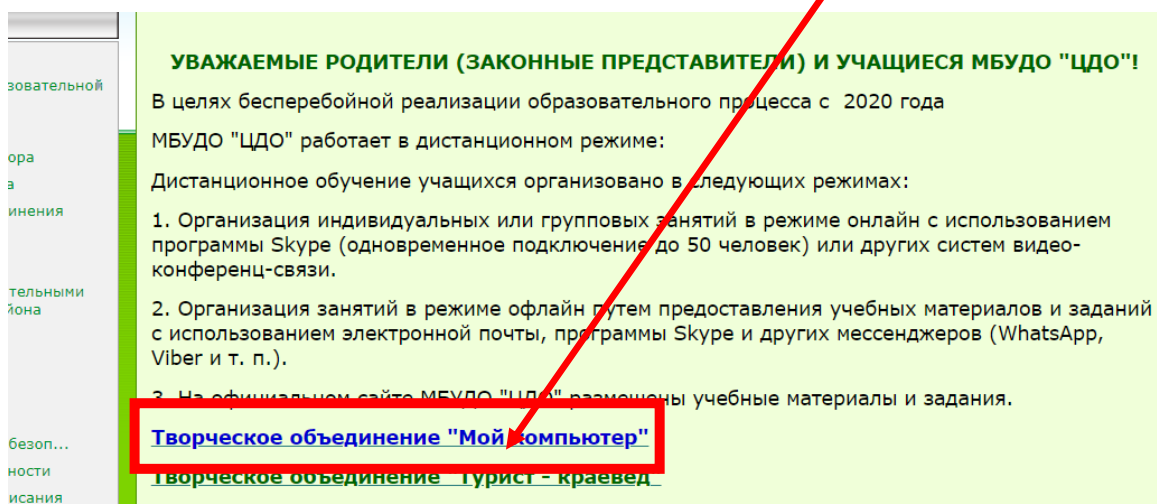 УВАЖАЕМЫЕ РОДИТЕЛИ (ЗАКОННЫЕ ПРЕДСТАВИТЕЛИ) И УЧАЩИЕСЯ МБУДО "ЦДО"!
В целях бесперебойной реализации образовательного процесса с 2020 года
МБУДО "ЦДО" работает в дистанционном режиме:
Дистанционное обучение учащихся организовано в следующих режимах:
1. Организация индивидуальных или групповых занятий в режиме онлайн с использованием
программы Skype (одновременное подключение до 50 человек) или других систем видео-
конференц-связи.
2. Организация занятий в режиме офлайн путем предоставления учебных материалов и заданий
с использованием электронной почты, программы Skype и других мессенджеров (WhatsApp,
Viber и т. п.).
3. На официальном сайте МБУДО "ЦДО" размещены учебные материалы и задания.
Творческое объединение "Мой компьютер"
Творческое объединение "Турист - краевед"
зовательной
ора
а
инения
тельными
йона
безоп...
ности
исания